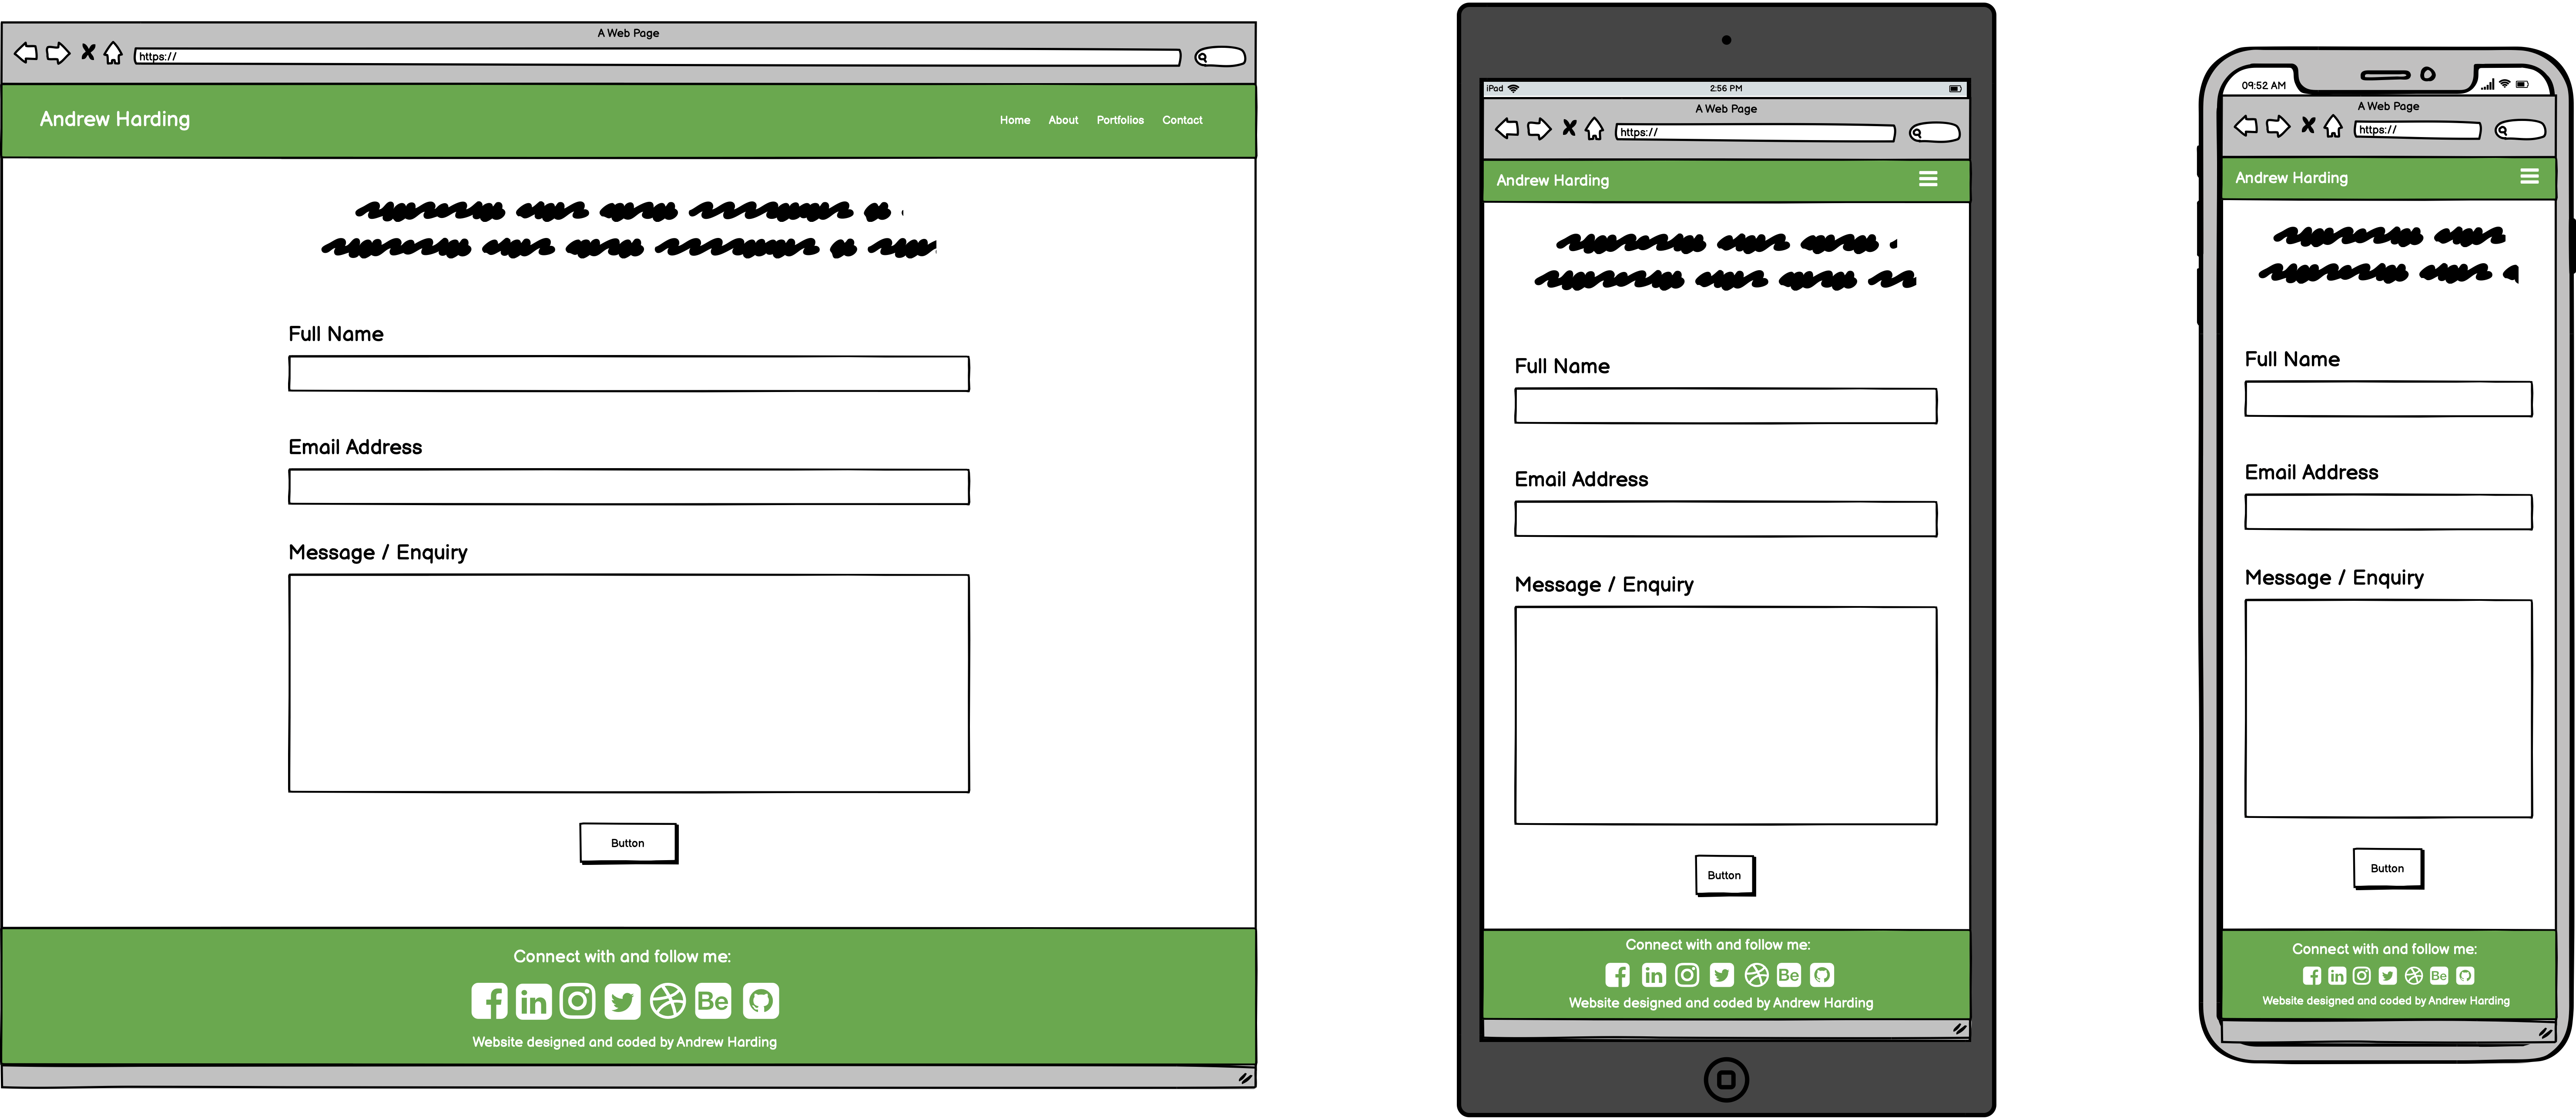 A Web Page
https://
Andrew Harding
Home About Portfolios Contact
Full Name
Email Address
Message / Enquiry
Button
Connect with and follow me:
f in Be
Website designed and coded by Andrew Harding
iPad 2:56 PM
A Web Page
https://
Andrew Harding
Full Name
Email Address
Message / Enquiry
Button
Connect with and follow me:
f in Be
Website designed and coded by Andrew Harding
09:52 AM
A Web Page
https://
Andrew Harding
Full Name
Email Address
Message / Enquiry
Button
Connect with and follow me:
f in Be
Website designed and coded by Andrew Harding